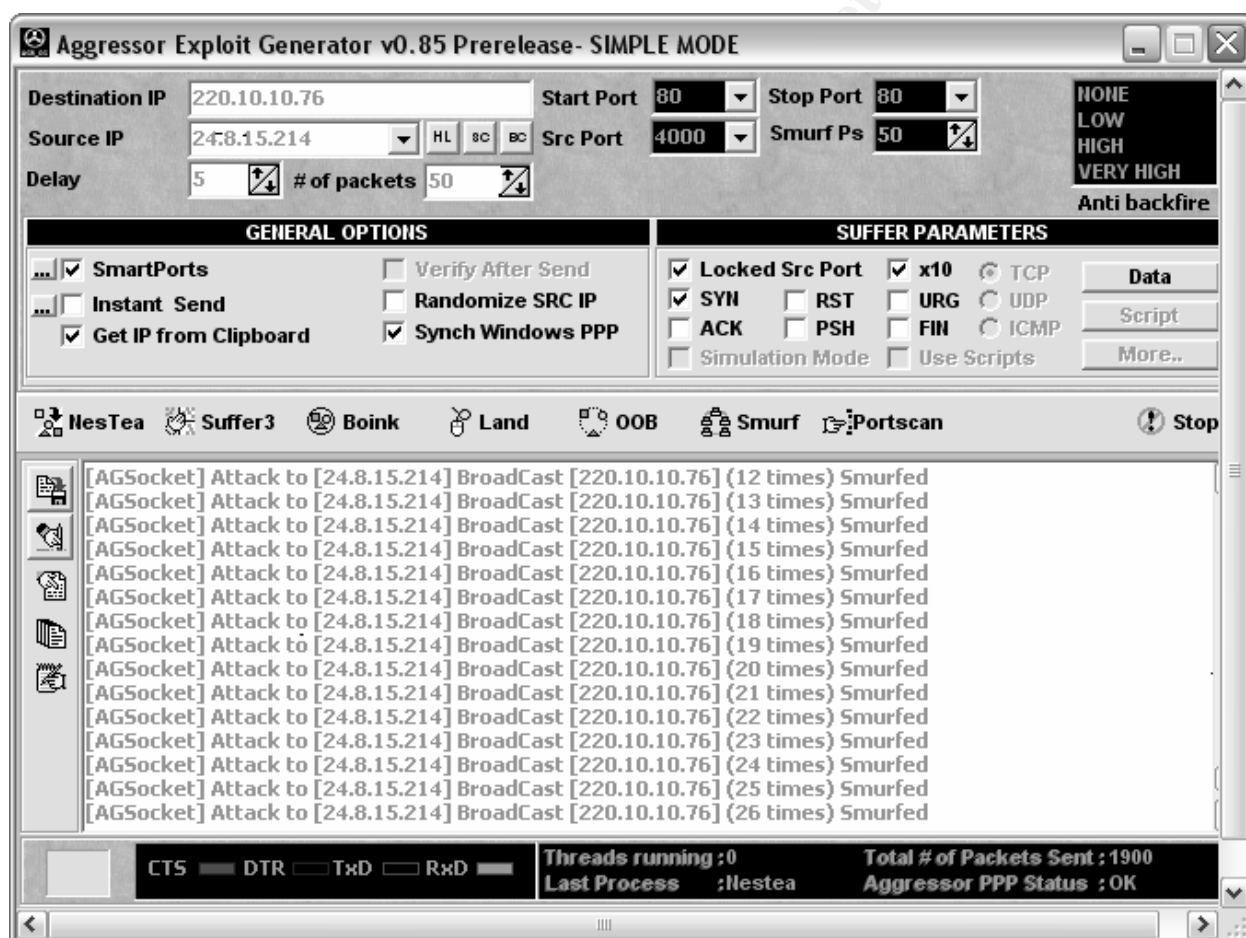 Aggressor Exploit Generator v0.85 Prerelease- SIMPLE MODE
Destination IP 220.10.10.76 Start Port 80 Stop Port 80
Source IP 24.8.15.214 HL SC BC Src Port 4000 Smurf Ps 50
Delay 5 # of packets 50
NONE
LOW
HIGH
VERY HIGH
Anti backfire
GENERAL OPTIONS
... SmartPorts Verify After Send
... Instant Send Randomize SRC IP
Get IP from Clipboard Synch Windows PPP
SUFFER PARAMETERS
Locked Src Port x10 TCP Data
SYN RST URG UDP Script
ACK PSH FIN ICMP
Simulation Mode Use Scripts More..
NesTea Suffer3 Boink Land OOB Smurf Portscan Stop
[AGSocket] Attack to [24.8.15.214] BroadCast [220.10.10.76] (12 times) Smurfed
[AGSocket] Attack to [24.8.15.214] BroadCast [220.10.10.76] (13 times) Smurfed
[AGSocket] Attack to [24.8.15.214] BroadCast [220.10.10.76] (14 times) Smurfed
[AGSocket] Attack to [24.8.15.214] BroadCast [220.10.10.76] (15 times) Smurfed
[AGSocket] Attack to [24.8.15.214] BroadCast [220.10.10.76] (16 times) Smurfed
[AGSocket] Attack to [24.8.15.214] BroadCast [220.10.10.76] (17 times) Smurfed
[AGSocket] Attack to [24.8.15.214] BroadCast [220.10.10.76] (18 times) Smurfed
[AGSocket] Attack to [24.8.15.214] BroadCast [220.10.10.76] (19 times) Smurfed
[AGSocket] Attack to [24.8.15.214] BroadCast [220.10.10.76] (20 times) Smurfed
[AGSocket] Attack to [24.8.15.214] BroadCast [220.10.10.76] (21 times) Smurfed
[AGSocket] Attack to [24.8.15.214] BroadCast [220.10.10.76] (22 times) Smurfed
[AGSocket] Attack to [24.8.15.214] BroadCast [220.10.10.76] (23 times) Smurfed
[AGSocket] Attack to [24.8.15.214] BroadCast [220.10.10.76] (24 times) Smurfed
[AGSocket] Attack to [24.8.15.214] BroadCast [220.10.10.76] (25 times) Smurfed
[AGSocket] Attack to [24.8.15.214] BroadCast [220.10.10.76] (26 times) Smurfed
CTS DTR TxD RxD
Threads running :0 Total # of Packets Sent : 1900
Last Process :Nestea Aggressor PPP Status : OK